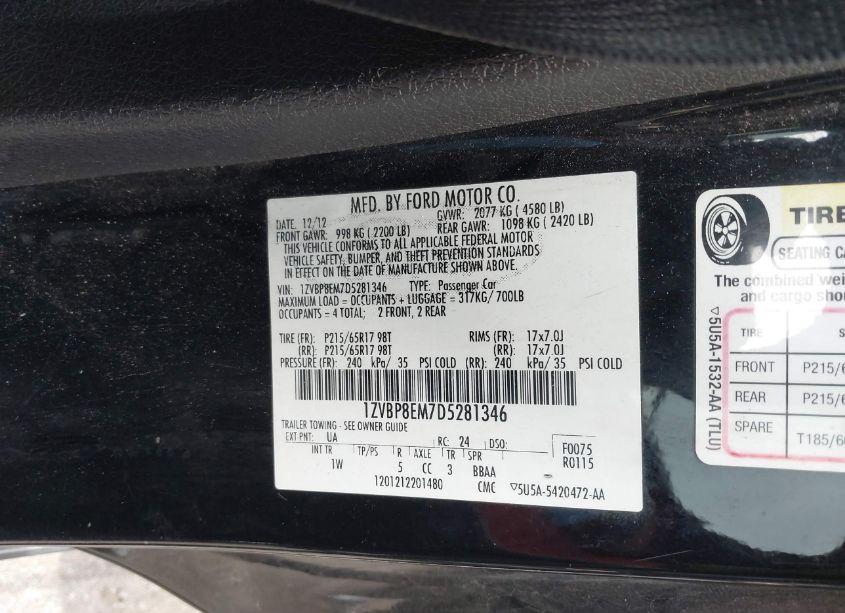 MFD. BY FORD MOTOR CO.
DATE: 12/12 GVWR: 2077 KG ( 4580 LB)
FRONT GAWR: 998 KG ( 2200 LB) REAR GAWR: 1098 KG ( 2420 LB)
THIS VEHICLE CONFORMS TO ALL APPLICABLE FEDERAL MOTOR
VEHICLE SAFETY, BUMPER, AND THEFT PREVENTION STANDARDS
IN EFFECT ON THE DATE OF MANUFACTURE SHOWN ABOVE.
VIN: 1ZVBP8EM7D5281346 TYPE: Passenger Car
MAXIMUM LOAD = OCCUPANTS + LUGGAGE = 317KG/ 700LB
OCCUPANTS = 4 TOTAL; 2 FRONT, 2 REAR
TIRE (FR): P215/65R17 98T RIMS (FR): 17x7.0J
(RR): P215/65R17 98T (RR): 17x7.0J
PRESSURE (FR): 240 kPa/ 35 PSI COLD (RR): 240 kPa/ 35 PSI COLD
1ZVBP8EM7D5281346
TRAILER TOWING - SEE OWNER GUIDE
EXT PNT: UA RC: 24 DSO: F0075
INT TR TP/PS R AXLE TR SPR R0115
1W 5 CC 3 BBAA
1201212201480 CMC ▽5U5A-5420472-AA
TIRE
SEATING CA
The combined wei
and cargo shou
▽5U5A-1532-AA (TLU)
TIRE S
FRONT P215/6
REAR P215/6
SPARE T185/60